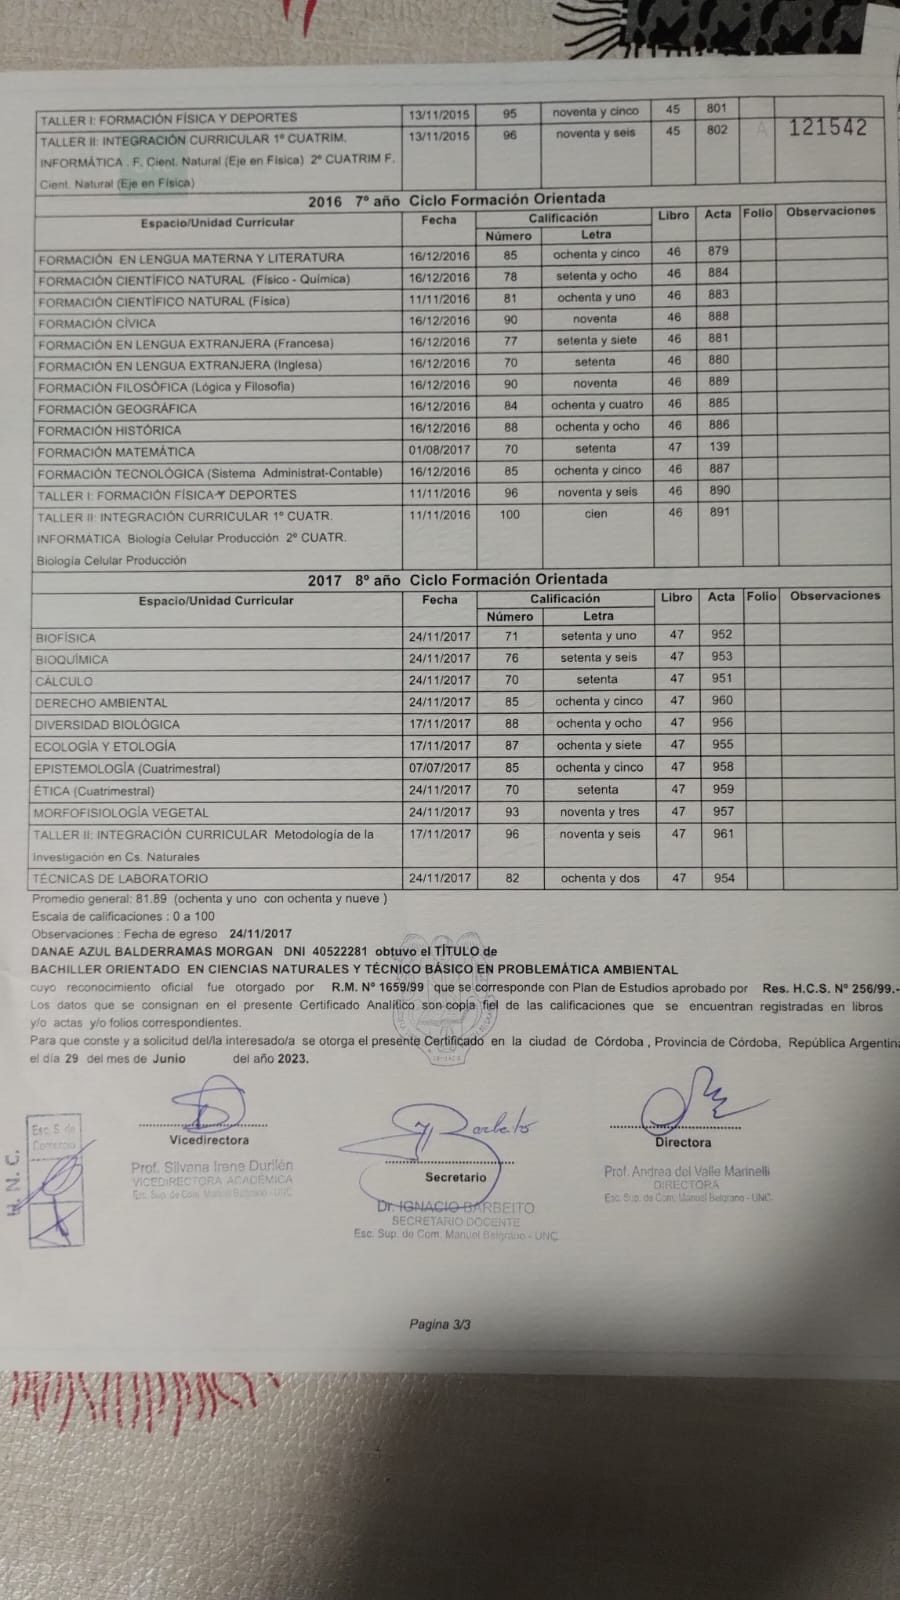 TALLER I: FORMACIÓN FÍSICA Y DEPORTES 13/11/2015 95 noventa y cinco 45 801
TALLER II: INTEGRACIÓN CURRICULAR 1º CUATRIM. 13/11/2015 96 noventa y seis 45 802 A 121542
INFORMÁTICA . F. Cient. Natural (Eje en Física) 2º CUATRIM F.
Cient. Natural (Eje en Física)
2016 7º año Ciclo Formación Orientada
Espacio/Unidad Curricular Fecha Calificación Libro Acta Folio Observaciones
Número Letra
FORMACIÓN EN LENGUA MATERNA Y LITERATURA 16/12/2016 85 ochenta y cinco 46 879
FORMACIÓN CIENTÍFICO NATURAL (Físico - Química) 16/12/2016 78 setenta y ocho 46 884
FORMACIÓN CIENTÍFICO NATURAL (Física) 11/11/2016 81 ochenta y uno 46 883
FORMACIÓN CÍVICA 16/12/2016 90 noventa 46 888
FORMACIÓN EN LENGUA EXTRANJERA (Francesa) 16/12/2016 77 setenta y siete 46 881
FORMACIÓN EN LENGUA EXTRANJERA (Inglesa) 16/12/2016 70 setenta 46 880
FORMACIÓN FILOSÓFICA (Lógica y Filosofia) 16/12/2016 90 noventa 46 889
FORMACIÓN GEOGRÁFICA 16/12/2016 84 ochenta y cuatro 46 885
FORMACIÓN HISTÓRICA 16/12/2016 88 ochenta y ocho 46 886
FORMACIÓN MATEMÁTICA 01/08/2017 70 setenta 47 139
FORMACIÓN TECNOLÓGICA (Sistema Administrat-Contable) 16/12/2016 85 ochenta y cinco 46 887
TALLER I: FORMACIÓN FÍSICA Y DEPORTES 11/11/2016 96 noventa y seis 46 890
TALLER II: INTEGRACIÓN CURRICULAR 1º CUATR. 11/11/2016 100 cien 46 891
INFORMÁTICA Biología Celular Producción 2º CUATR.
Biología Celular Producción
2017 8º año Ciclo Formación Orientada
Espacio/Unidad Curricular Fecha Calificación Libro Acta Folio Observaciones
Número Letra
BIOFÍSICA 24/11/2017 71 setenta y uno 47 952
BIOQUÍMICA 24/11/2017 76 setenta y seis 47 953
CÁLCULO 24/11/2017 70 setenta 47 951
DERECHO AMBIENTAL 24/11/2017 85 ochenta y cinco 47 960
DIVERSIDAD BIOLÓGICA 17/11/2017 88 ochenta y ocho 47 956
ECOLOGÍA Y ETOLOGÍA 17/11/2017 87 ochenta y siete 47 955
EPISTEMOLOGÍA (Cuatrimestral) 07/07/2017 85 ochenta y cinco 47 958
ÉTICA (Cuatrimestral) 24/11/2017 70 setenta 47 959
MORFOFISIOLOGÍA VEGETAL 24/11/2017 93 noventa y tres 47 957
TALLER II: INTEGRACIÓN CURRICULAR Metodología de la 17/11/2017 96 noventa y seis 47 961
Investigación en Cs. Naturales
TÉCNICAS DE LABORATORIO 24/11/2017 82 ochenta y dos 47 954
Promedio general: 81.89 (ochenta y uno con ochenta y nueve )
Escala de calificaciones : 0 a 100
Observaciones : Fecha de egreso 24/11/2017
DANAE AZUL BALDERRAMAS MORGAN DNI 40522281 obtuvo el TÍTULO de
BACHILLER ORIENTADO EN CIENCIAS NATURALES Y TÉCNICO BÁSICO EN PROBLEMÁTICA AMBIENTAL
cuyo reconocimiento oficial fue otorgado por R.M. Nº 1659/99 que se corresponde con Plan de Estudios aprobado por Res. H.C.S. Nº 256/99.-
Los datos que se consignan en el presente Certificado Analítico son copia fiel de las calificaciones que se encuentran registradas en libros
y/o actas y/o folios correspondientes.
Para que conste y a solicitud del/la interesado/a se otorga el presente Certificado en la ciudad de Córdoba , Provincia de Córdoba, República Argentina
el día 29 del mes de Junio del año 2023.
Vicedirectora
Prof. Silvana Irene Durilén
VICEDIRECTORA ACADÉMICA
Esc. Sup. de Com. Manuel Belgrano - UNC
Barbeito
Secretario
Dr. IGNACIO BARBEITO
SECRETARIO DOCENTE
Esc. Sup. de Com. Manuel Belgrano - UNC
Directora
Prof. Andrea del Valle Marinelli
DIRECTORA
Esc. Sup. de Com. Manuel Belgrano - UNC.
Esc. S. de
Comercio
U. N. C.
Pagina 3/3